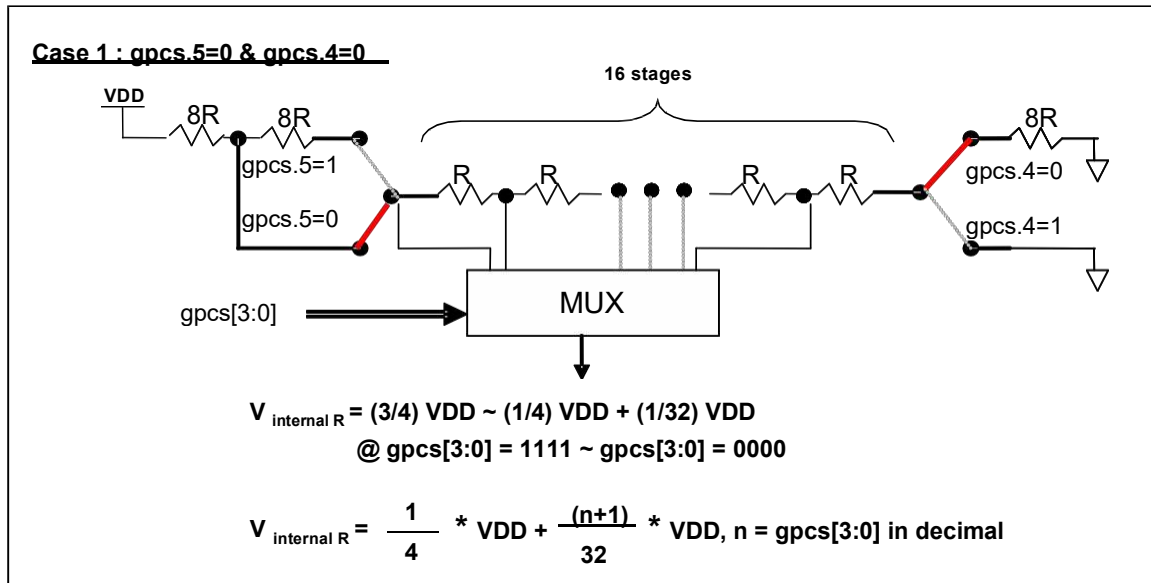 Case 1 : gpcs.5=0 & gpcs.4=0
16 stages
VDD
8R
8R
8R
gpcs.5=1
gpcs.4=0
R
R
R
R
gpcs.5=0
gpcs.4=1
MUX
gpcs[3:0]
V internal R = (3/4) VDD ~ (1/4) VDD + (1/32) VDD
@ gpcs[3:0] = 1111 ~ gpcs[3:0] = 0000
V internal R = 1/4 * VDD + (n+1)/32 * VDD, n = gpcs[3:0] in decimal